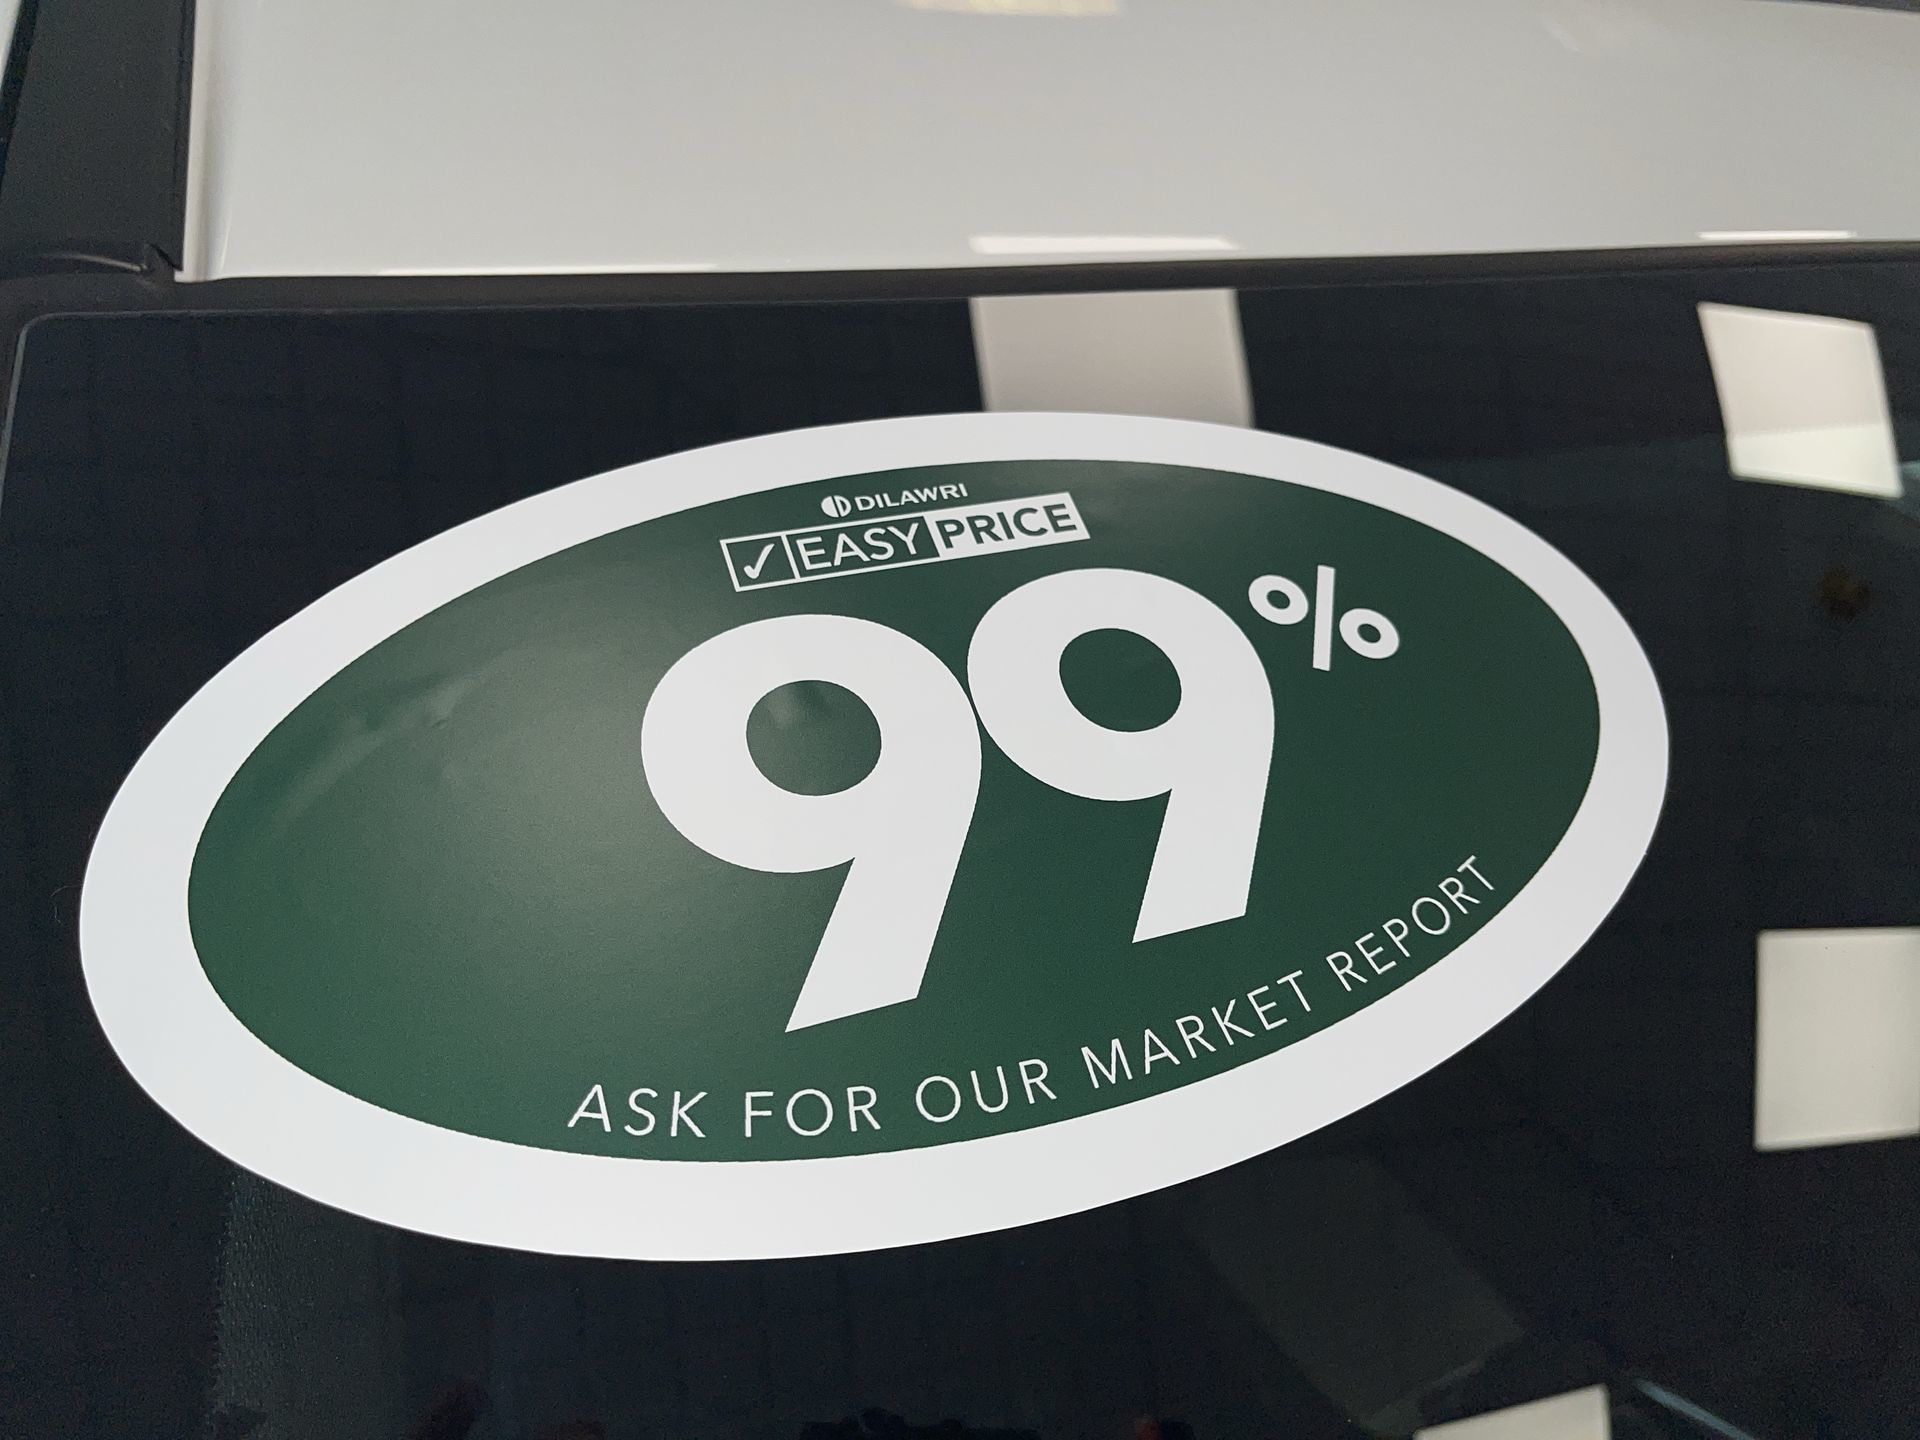 DILAWRI
✓ EASY PRICE
99%
ASK FOR OUR MARKET REPORT